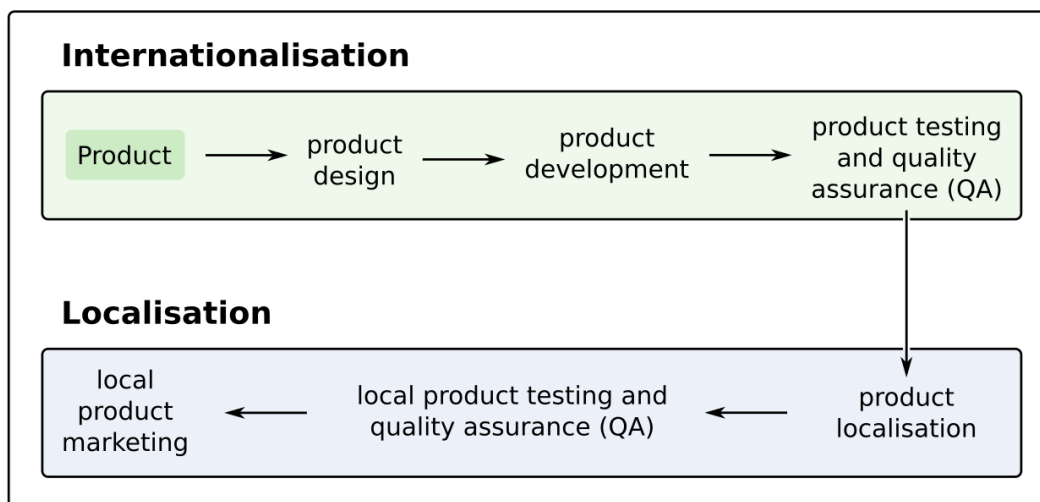 Internationalisation
Product
product
design
product
development
product testing
and quality
assurance (QA)
Localisation
local
product
marketing
local product testing and
quality assurance (QA)
product
localisation